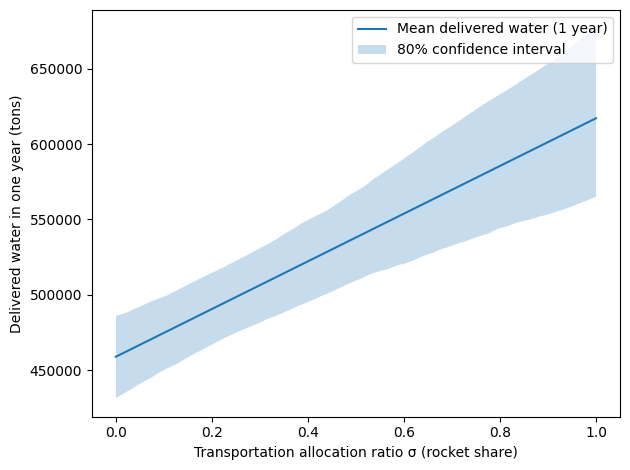 Mean delivered water (1 year)
80% confidence interval
650000
600000
550000
500000
450000
Delivered water in one year (tons)
0.0 0.2 0.4 0.6 0.8 1.0
Transportation allocation ratio σ (rocket share)